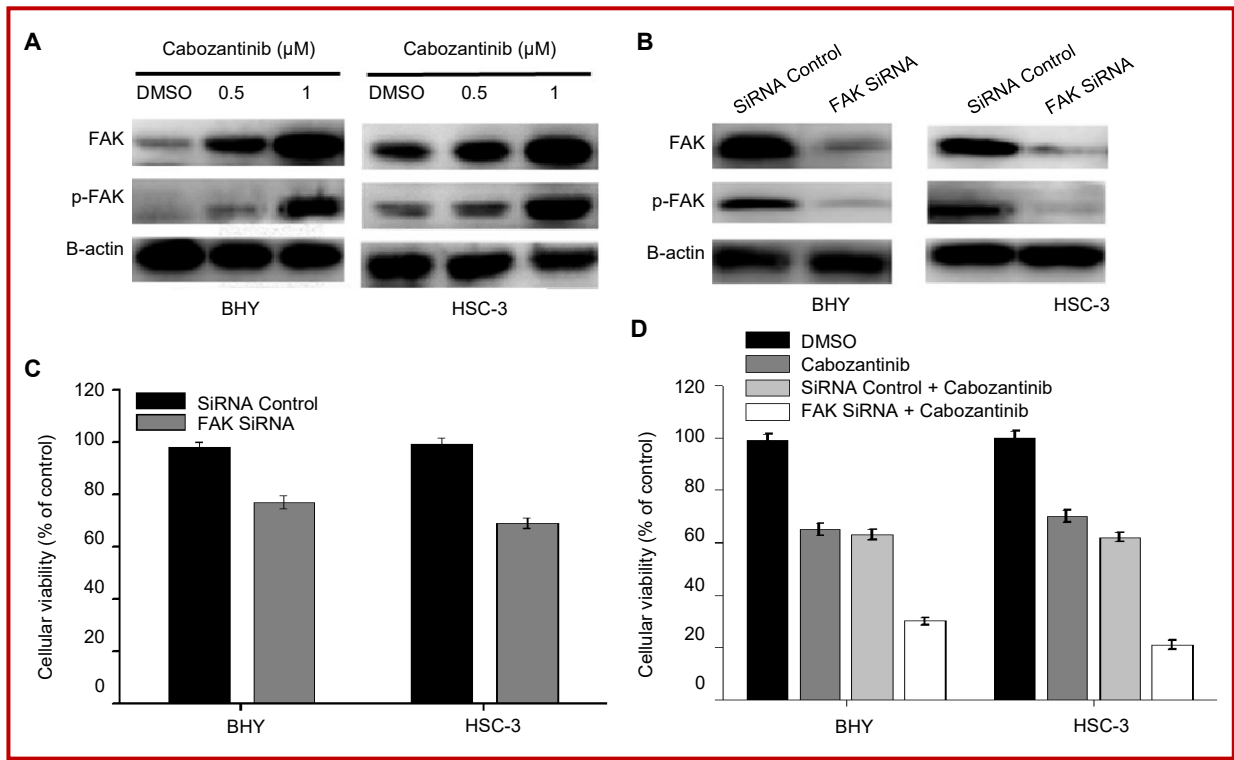 A
Cabozantinib (µM)
Cabozantinib (µM)
DMSO 0.5 1
DMSO 0.5 1
FAK
p-FAK
B-actin
BHY
HSC-3
B
SiRNA Control
FAK SiRNA
SiRNA Control
FAK SiRNA
FAK
p-FAK
B-actin
BHY
HSC-3
C
SiRNA Control
FAK SiRNA
Cellular viability (% of control)
120
100
80
60
40
20
0
BHY
HSC-3
D
DMSO
Cabozantinib
SiRNA Control + Cabozantinib
FAK SiRNA + Cabozantinib
Cellular viability (% of control)
120
100
80
60
40
20
0
BHY
HSC-3